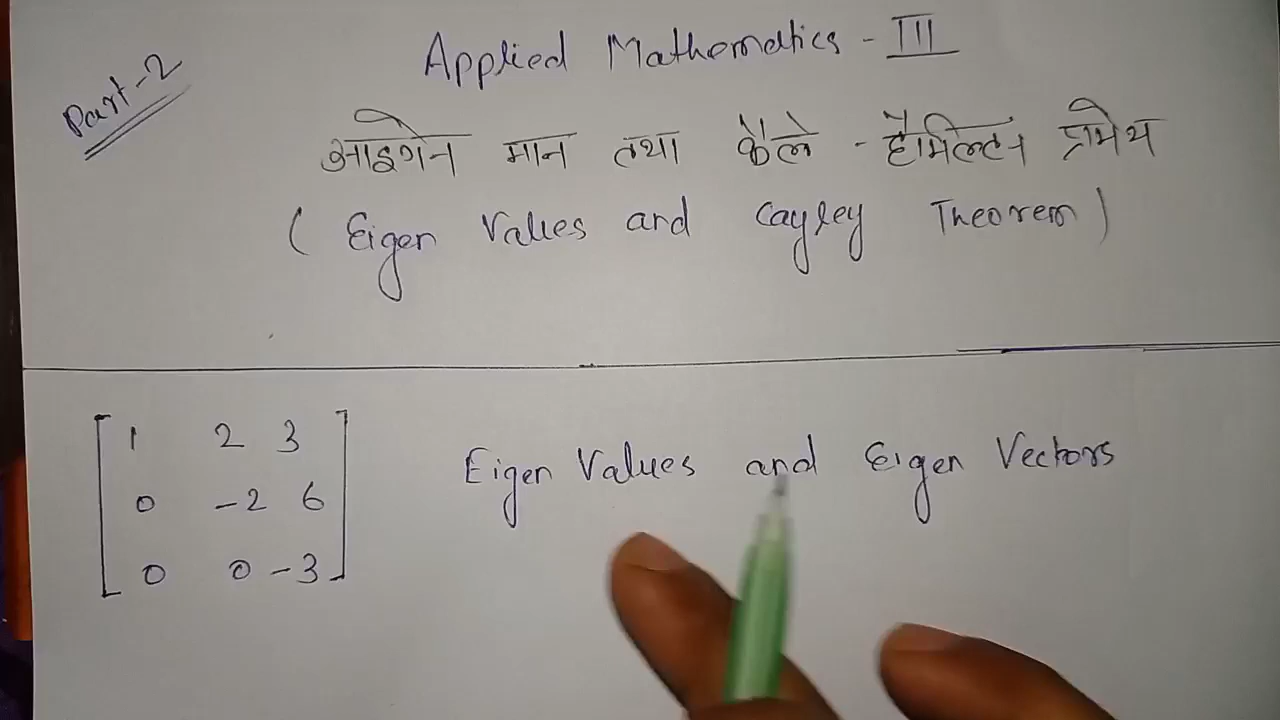 Part-2
Applied Mathematics - III
आइगेन मान तथा कैले - हैमिल्टन प्रमेय
( Eigen Values and Cayley Theorem )
1 2 3
0 -2 6
0 0 -3
Eigen Values and Eigen Vectors